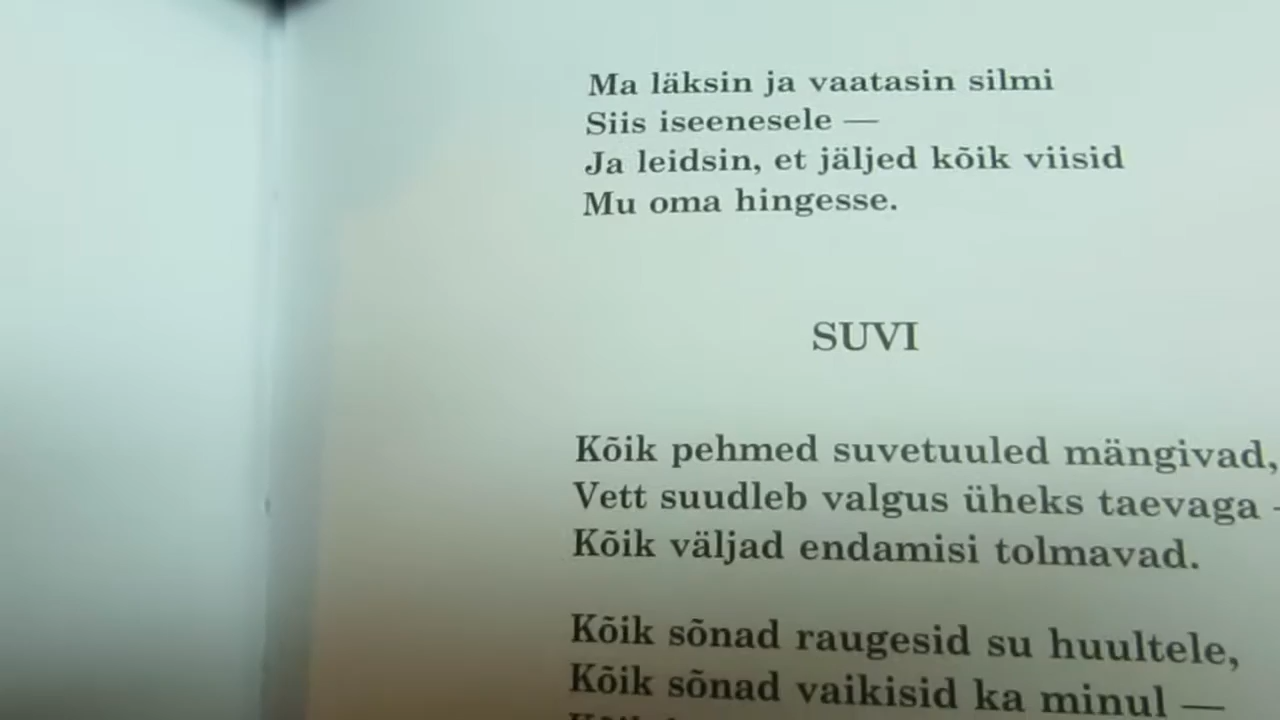 Ma läksin ja vaatasin silmi
Siis iseenesele —
Ja leidsin, et jäljed kõik viisid
Mu oma hingesse.
SUVI
Kõik pehmed suvetuuled mängivad,
Vett suudleb valgus üheks taevaga -
Kõik väljad endamisi tolmavad.
Kõik sõnad raugesid su huultele,
Kõik sõnad vaikisid ka minul —